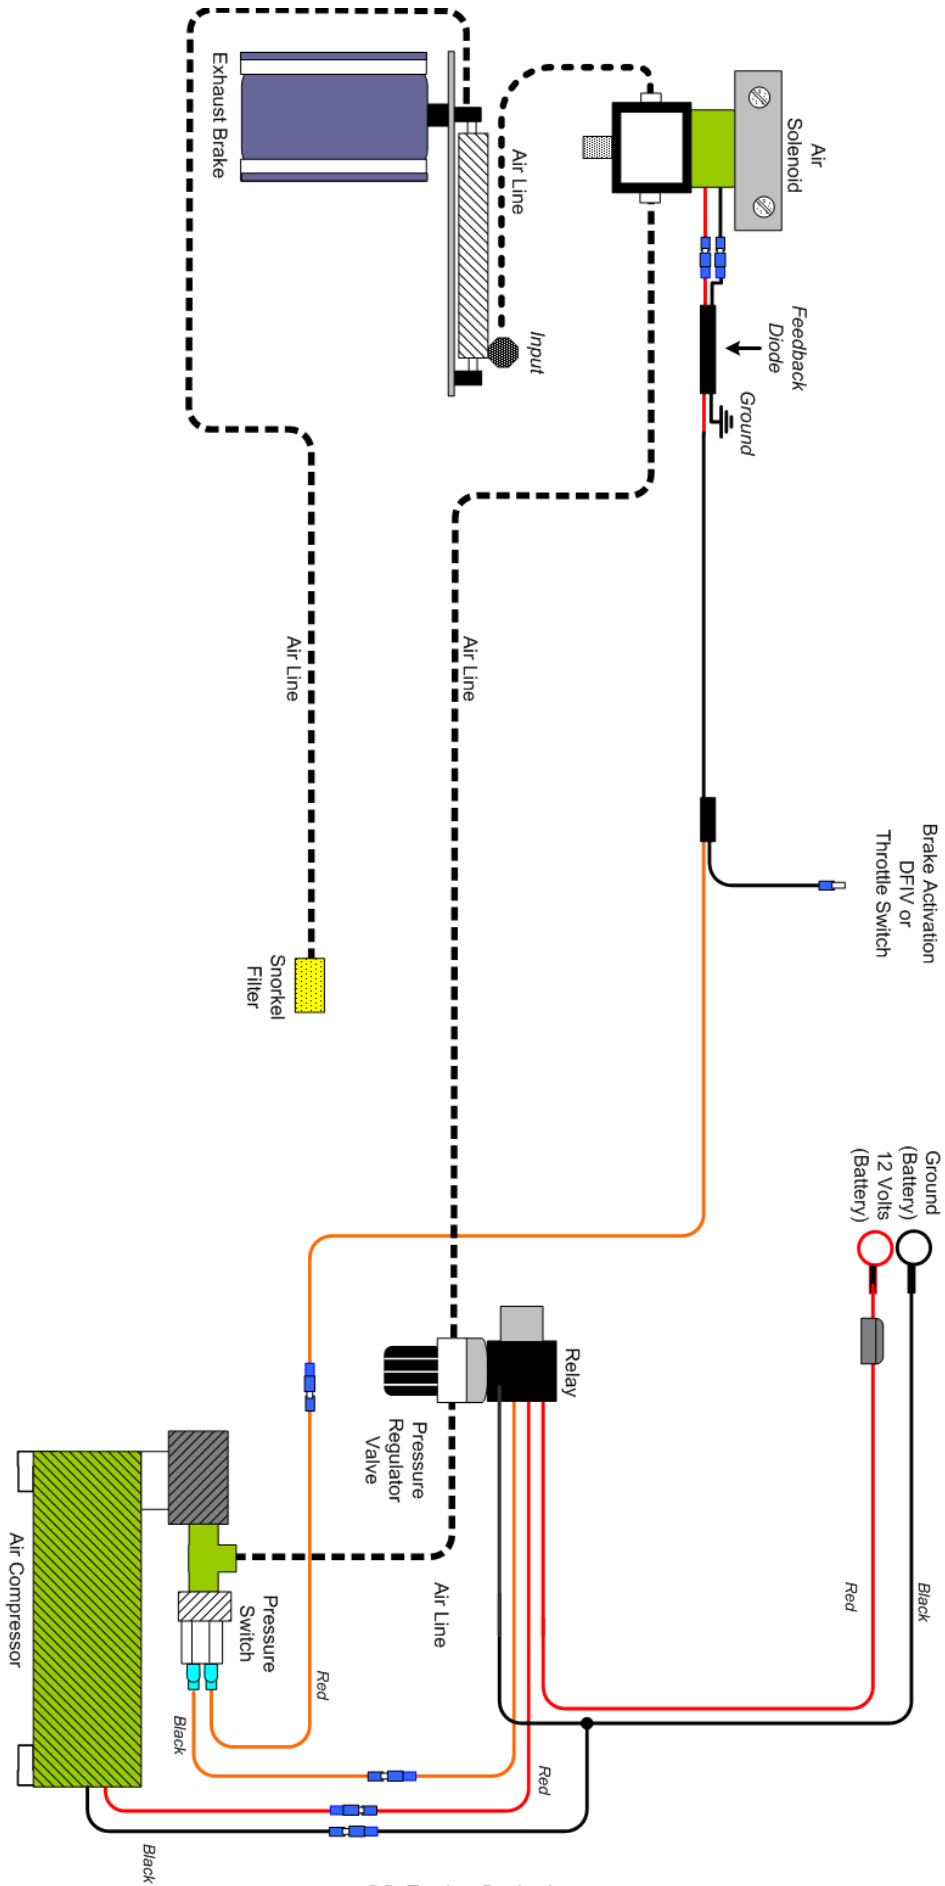 Air
Solenoid
Exhaust Brake
Air Line
Input
Feedback
Diode
Ground
Air Line
Air Line
Brake Activation
DFIV or
Throttle Switch
Snorkel
Filter
Ground
(Battery)
12 Volts
(Battery)
Relay
Pressure
Regulator
Valve
Air Line
Pressure
Switch
Air Compressor
Red
Black
Red
Black
Red
Black